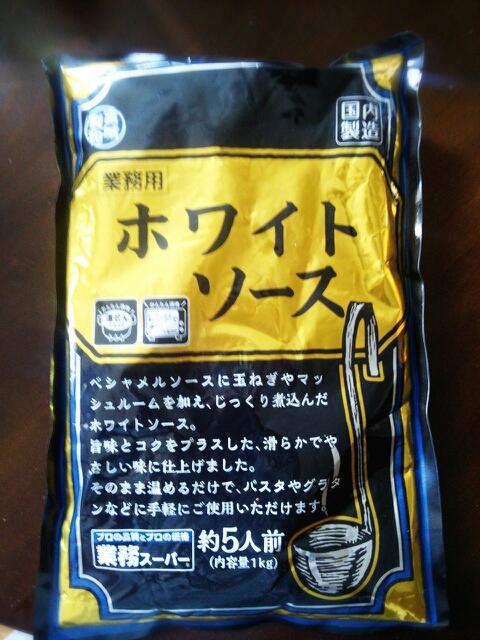 国内
製造
業務用
ホワイト
ソース
ベシャメルソースに玉ねぎやマッ
シュルームを加え、じっくり煮込んだ
ホワイトソース。
旨味とコクをプラスした、滑らかでや
さしい味に仕上げました。
そのまま温めるだけで、パスタやグラタ
ンなどに手軽にご使用いただけます。
プロの品質とプロの価格
業務スーパー
約5人前
(内容量1kg)